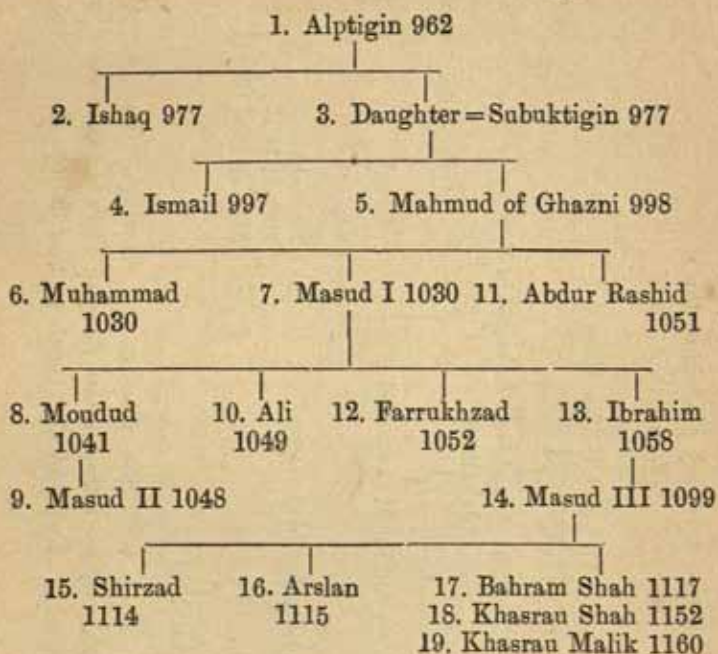 1. Alptigin 962
2. Ishaq 977 3. Daughter=Subuktigin 977
4. Ismail 997 5. Mahmud of Ghazni 998
6. Muhammad 7. Masud I 1030 11. Abdur Rashid
1030 1051
8. Moudud 10. Ali 12. Farrukhzad 13. Ibrahim
1041 1049 1052 1058
9. Masud II 1048 14. Masud III 1099
15. Shirzad 16. Arslan 17. Bahram Shah 1117
1114 1115 18. Khasrau Shah 1152
19. Khasrau Malik 1160